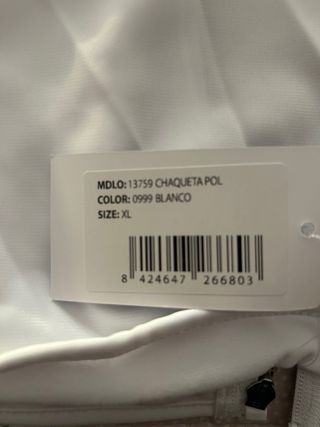 MDLO: 13759 CHAQUETA POL
COLOR: 0999 BLANCO
SIZE: XL
8 424647 266803